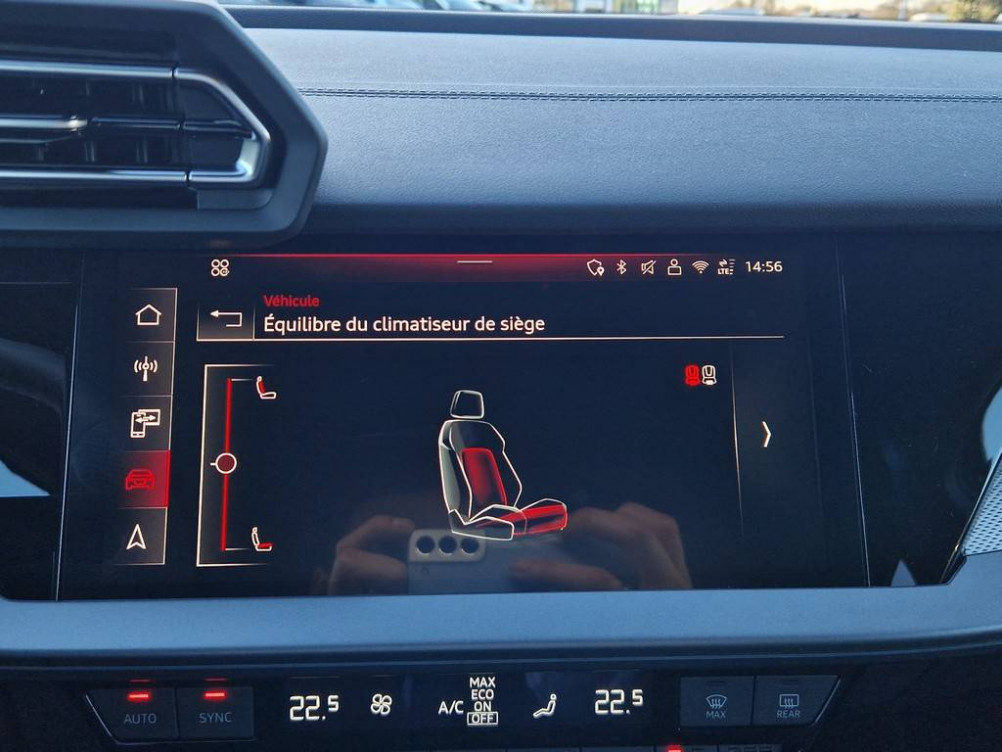 LTE
14:56
Véhicule
Équilibre du climatiseur de siège
AUTO
SYNC
22.5
A/C
MAX
ECO
ON
OFF
22.5
MAX
REAR